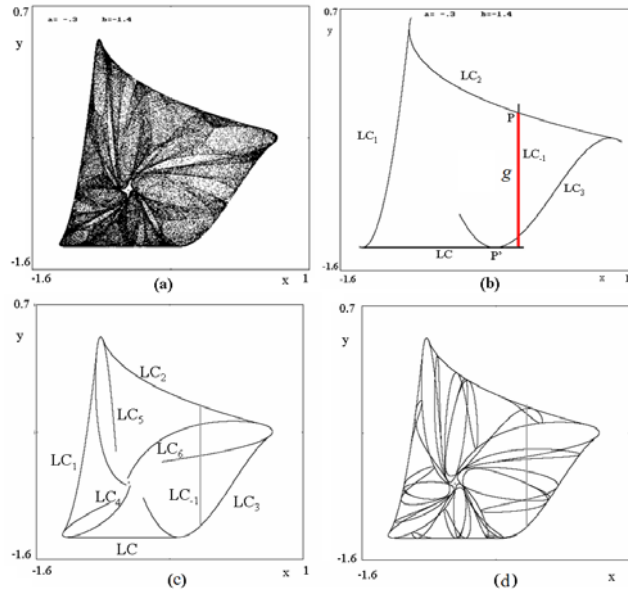 0.7
a= -.3 b=-1.4
y
-1.6
-1.6
x
1
(a)
0.7
a= -.3 b=-1.4
y
LC2
P
LC1
LC-1
g
LC3
LC
P'
-1.6
-1.6
x
1
(b)
0.7
y
LC2
LC5
LC6
LC1
LC4
LC-1
LC3
LC
-1.6
-1.6
x
1
(c)
0.7
y
-1.6
-1.6
x
1
(d)